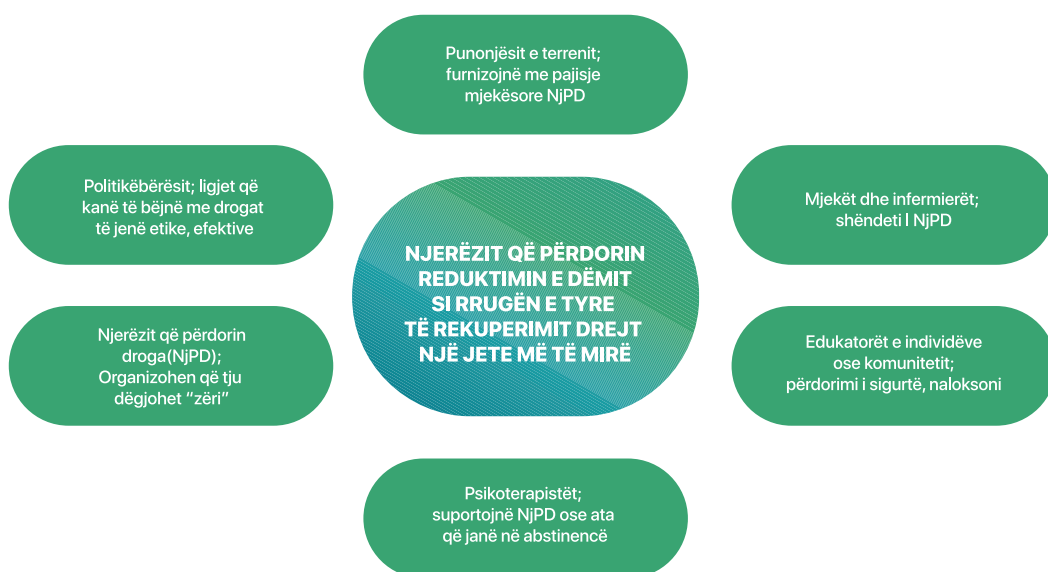 Punonjësit e terrenit;
furnizojnë me pajisje
mjekësore NjPD
Politikëbërësit; ligjet që
kanë të bëjnë me drogat
të jenë etike, efektive
Mjekët dhe infermierët;
shëndeti I NjPD
NJERËZIT QË PËRDORIN
REDUKTIMIN E DËMIT
SI RRUGËN E TYRE
TË REKUPERIMIT DREJT
NJË JETE MË TË MIRË
Njerëzit që përdorin
droga(NjPD);
Organizohen që tju
dëgjohet “zëri”
Edukatorët e individëve
ose komunitetit;
përdorimi i sigurtë, naloksoni
Psikoterapistët;
suportojnë NjPD ose ata
që janë në abstinencë